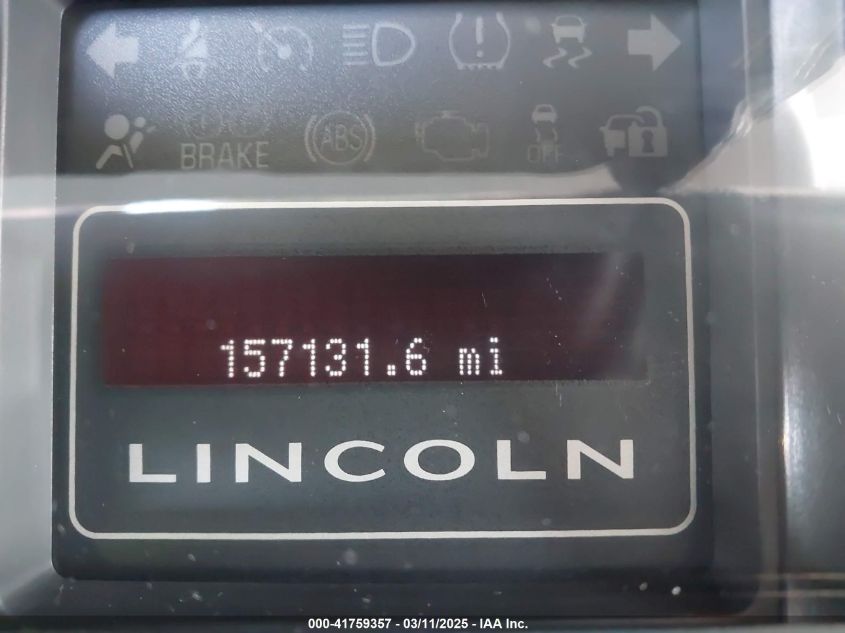 BRAKE ABS OFF
157131.6 mi
LINCOLN
000-41759357 - 03/11/2025 - IAA Inc.